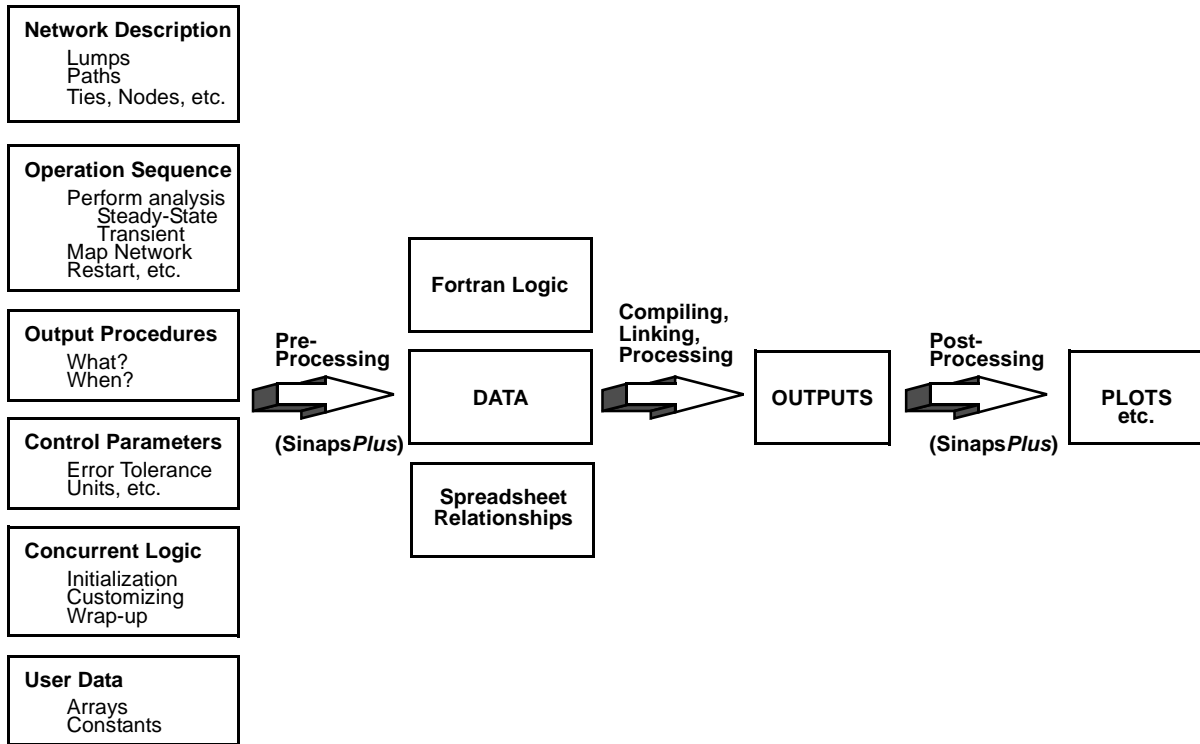 Network Description
Lumps
Paths
Ties, Nodes, etc.
Operation Sequence
Perform analysis
Steady-State
Transient
Map Network
Restart, etc.
Output Procedures
What?
When?
Control Parameters
Error Tolerance
Units, etc.
Concurrent Logic
Initialization
Customizing
Wrap-up
User Data
Arrays
Constants
Pre-
Processing
(SinapsPlus)
Fortran Logic
DATA
Spreadsheet
Relationships
Compiling,
Linking,
Processing
OUTPUTS
Post-
Processing
(SinapsPlus)
PLOTS
etc.